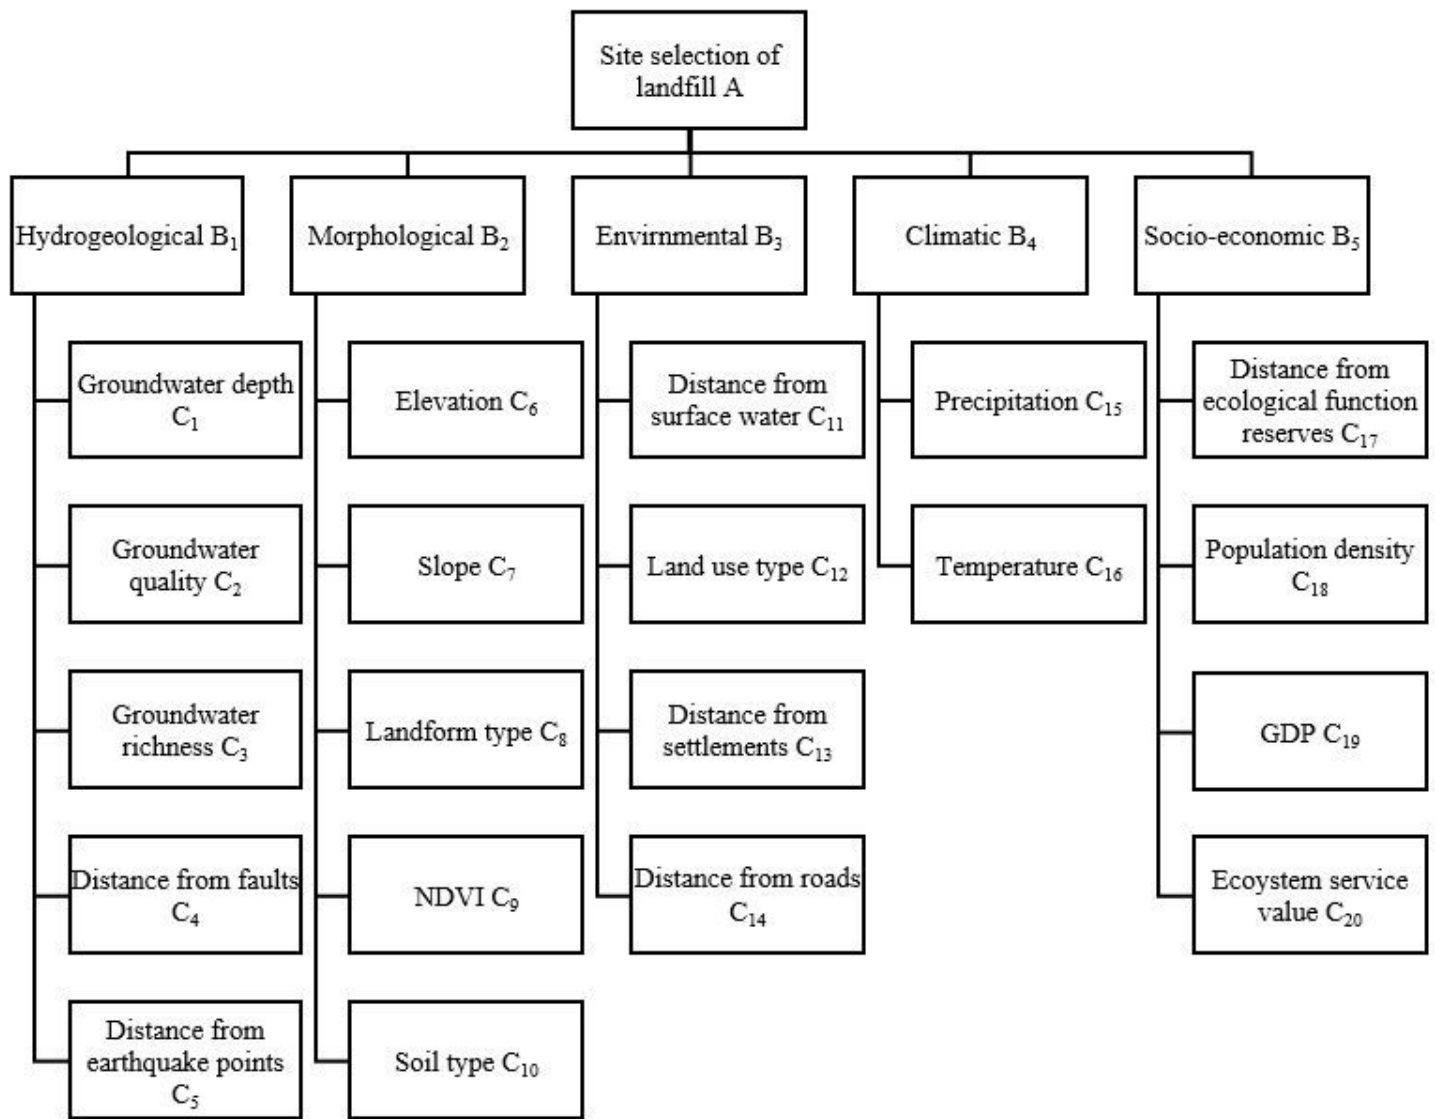 Site selection of
landfill A
Hydrogeological B₁
Morphological B₂
Envirnmental B₃
Climatic B₄
Socio-economic B₅
Groundwater depth
C₁
Groundwater
quality C₂
Groundwater
richness C₃
Distance from faults
C₄
Distance from
earthquake points
C₅
Elevation C₆
Slope C₇
Landform type C₈
NDVI C₉
Soil type C₁₀
Distance from
surface water C₁₁
Land use type C₁₂
Distance from
settlements C₁₃
Distance from roads
C₁₄
Precipitation C₁₅
Temperature C₁₆
Distance from
ecological function
reserves C₁₇
Population density
C₁₈
GDP C₁₉
Ecoystem service
value C₂₀